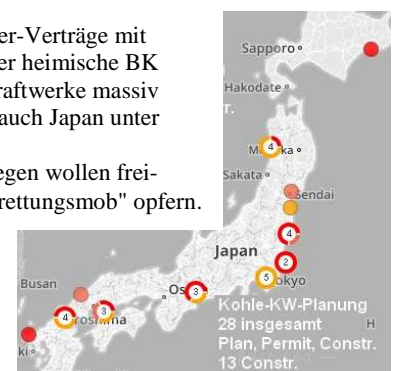 er-Verträge mit
er heimische BK
raftwerke massiv
auch Japan unter
egen wollen frei-
rettungsmob" opfern.
Sapporo
Hakodate
T.
4
Sakata
Sendai
4
Japan
2
5
okyo
Busan
Os
3
4
3
Kohle-KW-Planung
28 insgesamt
Plan, Permit, Constr.
13 Constr.
H
ki